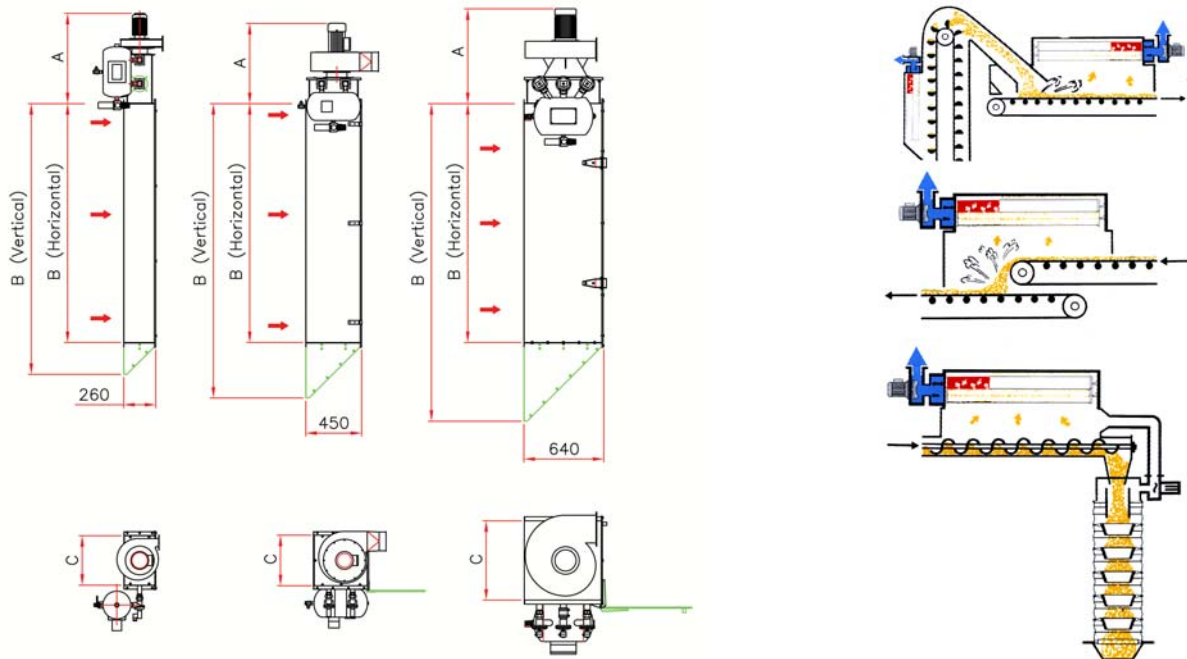 A
B (Vertical)
B (Horizontal)
260
A
B (Vertical)
B (Horizontal)
450
A
B (Vertical)
B (Horizontal)
640
C
C
C